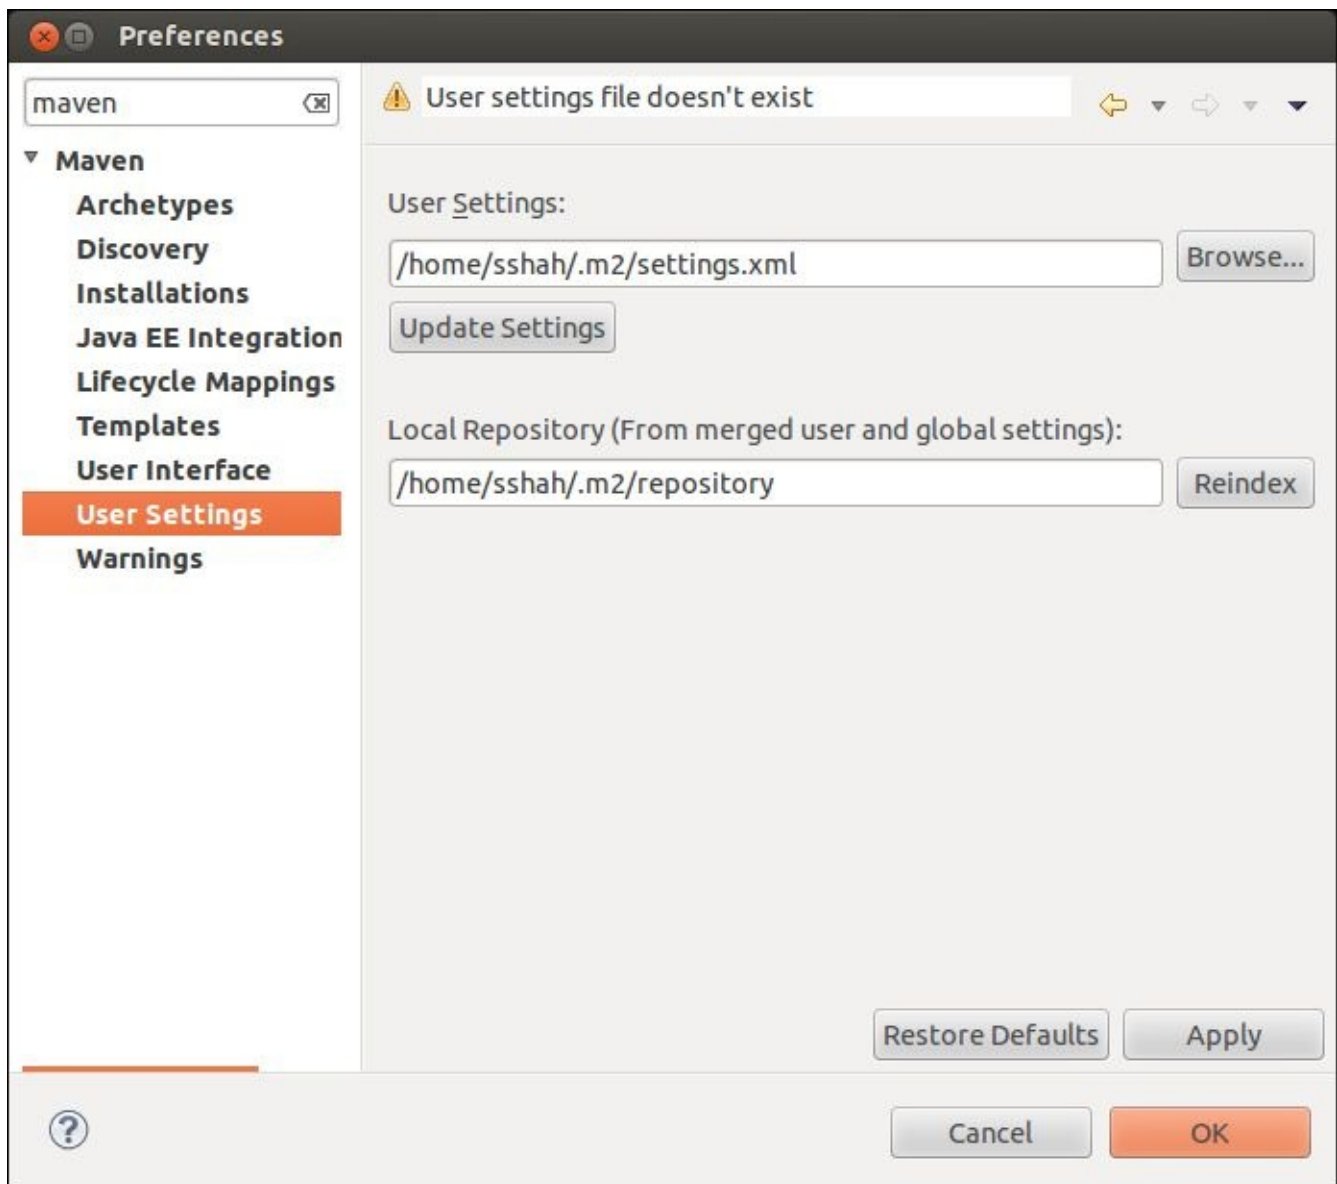 Preferences
maven
Maven
Archetypes
Discovery
Installations
Java EE Integration
Lifecycle Mappings
Templates
User Interface
User Settings
Warnings
User settings file doesn't exist
User Settings:
/home/sshah/.m2/settings.xml
Browse...
Update Settings
Local Repository (From merged user and global settings):
/home/sshah/.m2/repository
Reindex
Restore Defaults
Apply
?
Cancel
OK